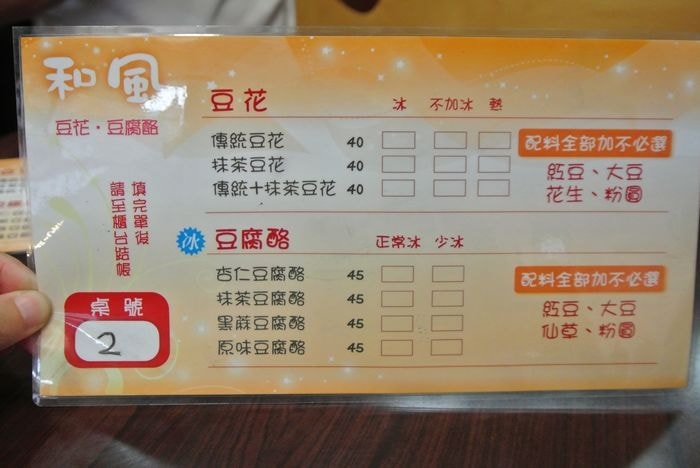 和風
豆花・豆腐酪
填完單後
請至櫃台結帳
桌號
2
豆花 冰 不加冰 熱
傳統豆花 40
抹茶豆花 40
傳統十抹茶豆花 40
配料全部加不必選
紅豆、大豆
花生、粉圓
冰 豆腐酪 正常冰 少冰
杏仁豆腐酪 45
抹茶豆腐酪 45
黑蔴豆腐酪 45
原味豆腐酪 45
配料全部加不必選
紅豆、大豆
仙草、粉圓